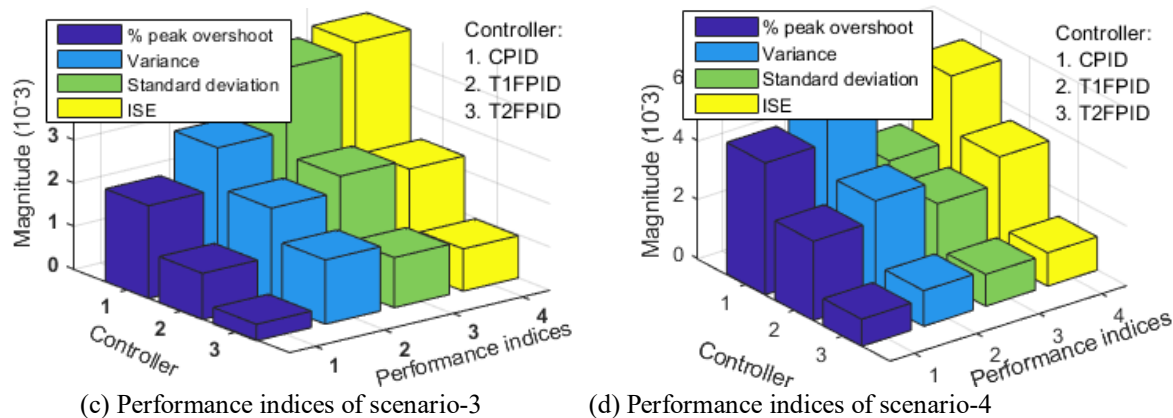 % peak overshoot
Variance
Standard deviation
ISE
Controller:
1. CPID
2. T1FPID
3. T2FPID
Magnitude (10⁻3)
3
2
1
0
1
2
3
Controller
1
2
3
4
Performance indices
(c) Performance indices of scenario-3
% peak overshoot
Variance
Standard deviation
ISE
Controller:
1. CPID
2. T1FPID
3. T2FPID
Magnitude (10⁻3)
6
4
2
0
1
2
3
Controller
1
2
3
4
Performance indices
(d) Performance indices of scenario-4